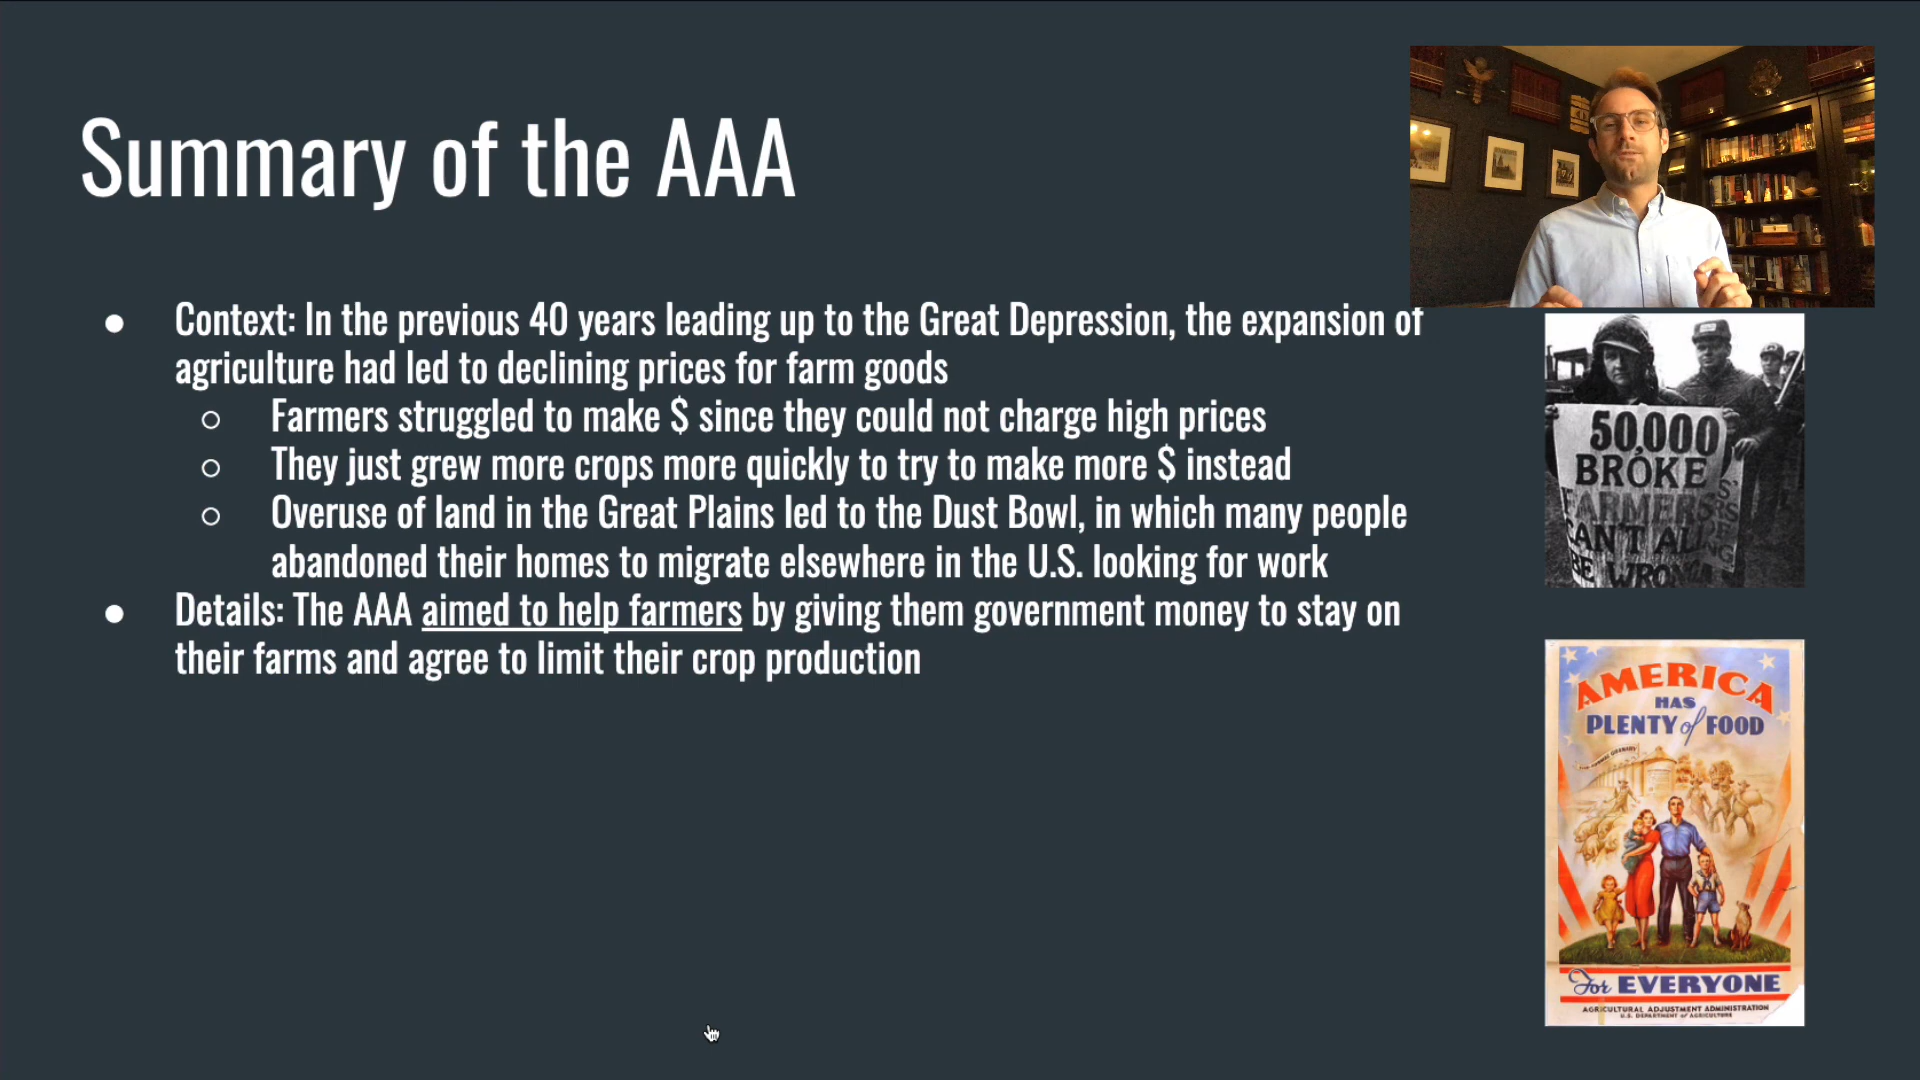 Summary of the AAA
Context: In the previous 40 years leading up to the Great Depression, the expansion of
agriculture had led to declining prices for farm goods
Farmers struggled to make $ since they could not charge high prices
They just grew more crops more quickly to try to make more $ instead
Overuse of land in the Great Plains led to the Dust Bowl, in which many people
abandoned their homes to migrate elsewhere in the U.S. looking for work
Details: The AAA aimed to help farmers by giving them government money to stay on
their farms and agree to limit their crop production
50,000
BROKE
FARMERS
CAN'T ALL
BE WRONG
AMERICA
HAS
PLENTY of FOOD
For EVERYONE
AGRICULTURAL ADJUSTMENT ADMINISTRATION
U.S. DEPARTMENT of AGRICULTURE